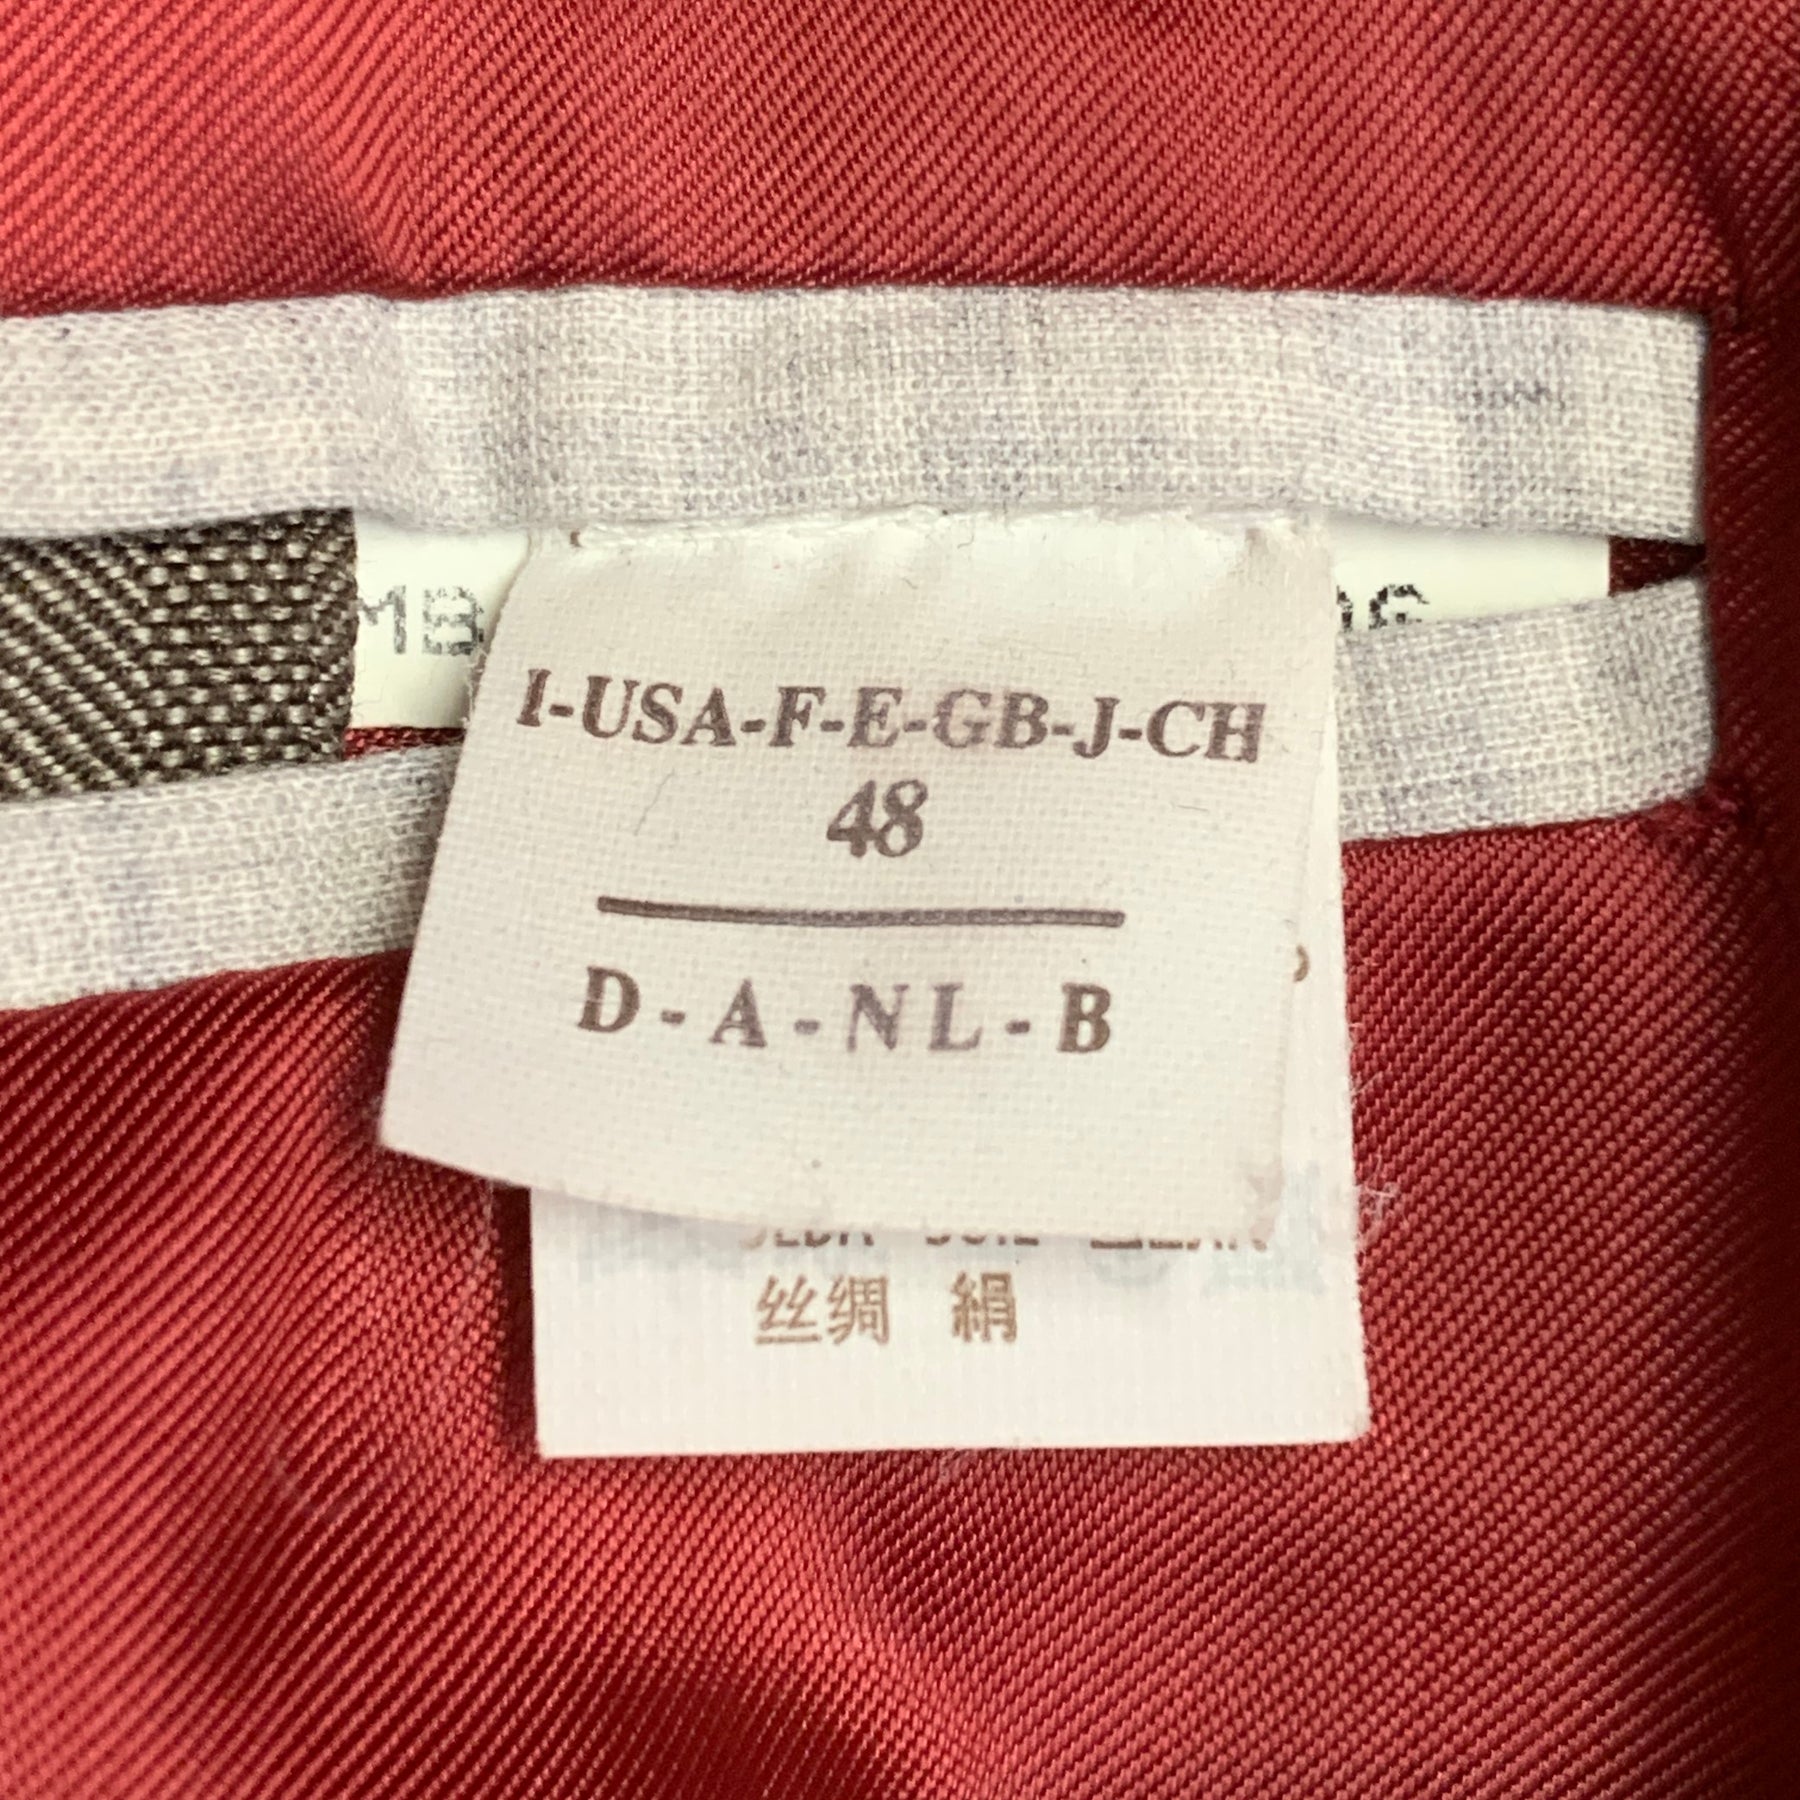 I-USA-F-E-GB-J-CH
48
D-A-NL-B
丝绸 絹